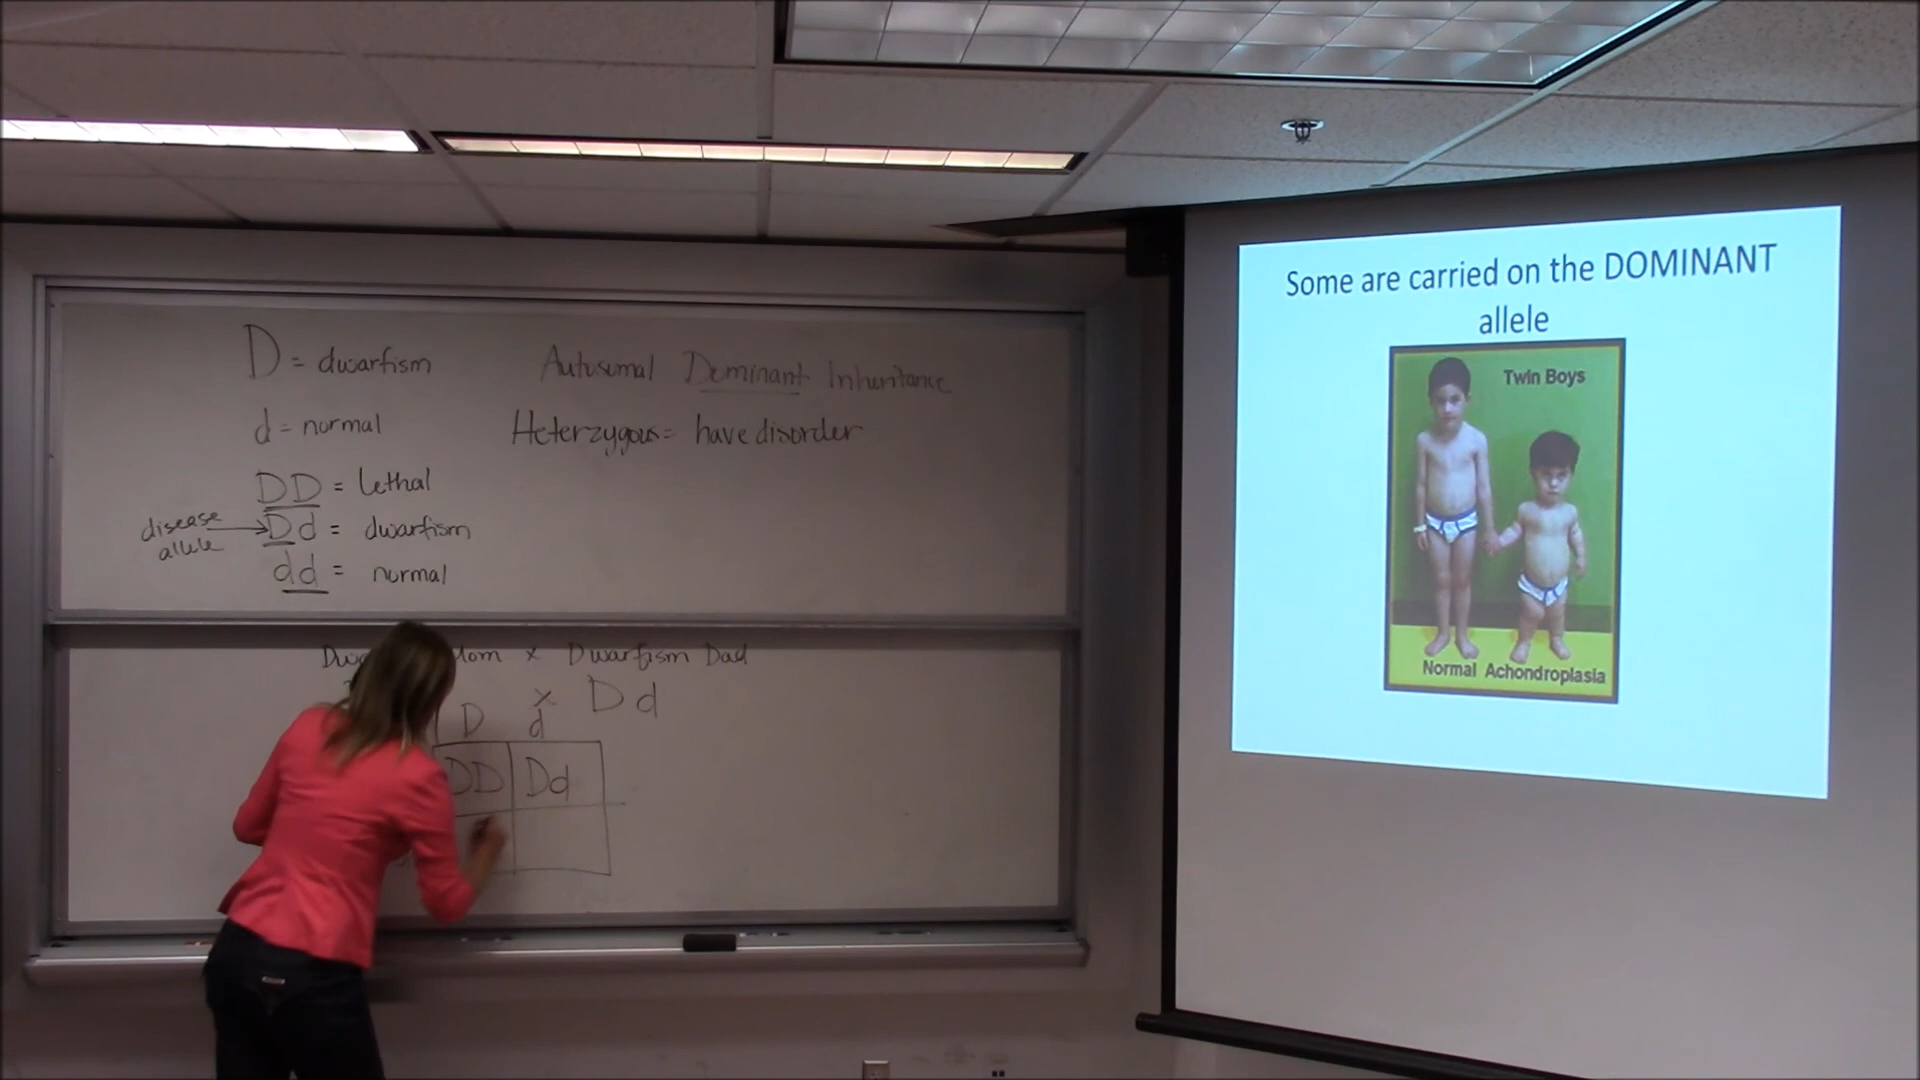 D = dwarfism
d = normal
DD = Lethal
disease allele → Dd = dwarfism
dd = normal
Autosomal Dominant Inheritance
Heterzygous = have disorder
x Dwarfism Dad
x Dd
D d
DD Dd
Some are carried on the DOMINANT
allele
Twin Boys
Normal Achondroplasia